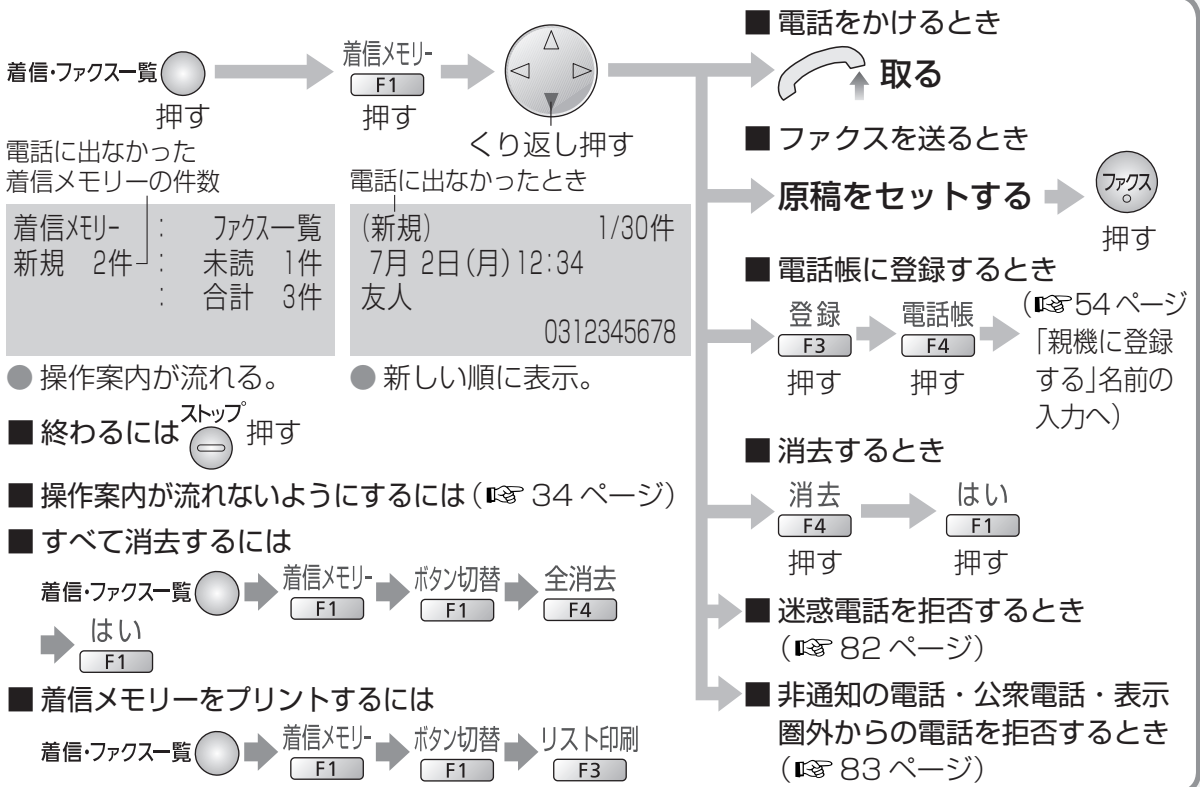 着信・ファクス一覧
押す
着信メモリー
F1
押す
くり返し押す
電話に出なかった
着信メモリーの件数
着信メモリー : ファクス一覧
新規 2件 : 未読 1件
: 合計 3件
電話に出なかったとき
(新規) 1/30件
7月 2日(月)12:34
友人
0312345678
● 操作案内が流れる。
● 新しい順に表示。
■ 終わるには ストップ 押す
■ 操作案内が流れないようにするには(☞ 34 ページ)
■ すべて消去するには
着信・ファクス一覧 着信メモリー ボタン切替 全消去
F1 F1 F4
はい
F1
■ 着信メモリーをプリントするには
着信・ファクス一覧 着信メモリー ボタン切替 リスト印刷
F1 F1 F3
■ 電話をかけるとき
取る
■ ファクスを送るとき
原稿をセットする ファクス
押す
■ 電話帳に登録するとき
登録 電話帳
F3 F4
押す 押す
(☞54 ページ
「親機に登録
する」名前の
入力へ)
■ 消去するとき
消去 はい
F4 F1
押す 押す
■ 迷惑電話を拒否するとき
(☞ 82 ページ)
■ 非通知の電話・公衆電話・表示
圏外からの電話を拒否するとき
(☞ 83 ページ)